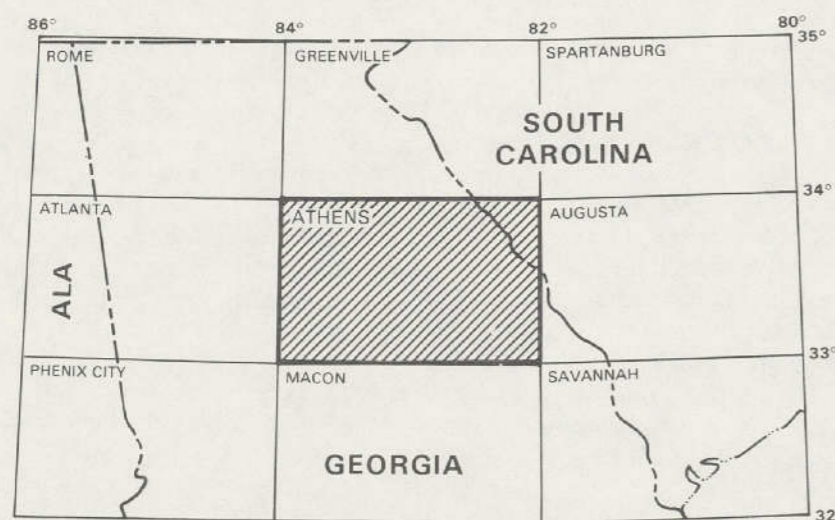 86°
84°
82°
80°
35°
ROME
GREENVILLE
SPARTANBURG
SOUTH
CAROLINA
34°
ATLANTA
ATHENS
AUGUSTA
ALA
33°
PHENIX CITY
MACON
SAVANNAH
GEORGIA
32